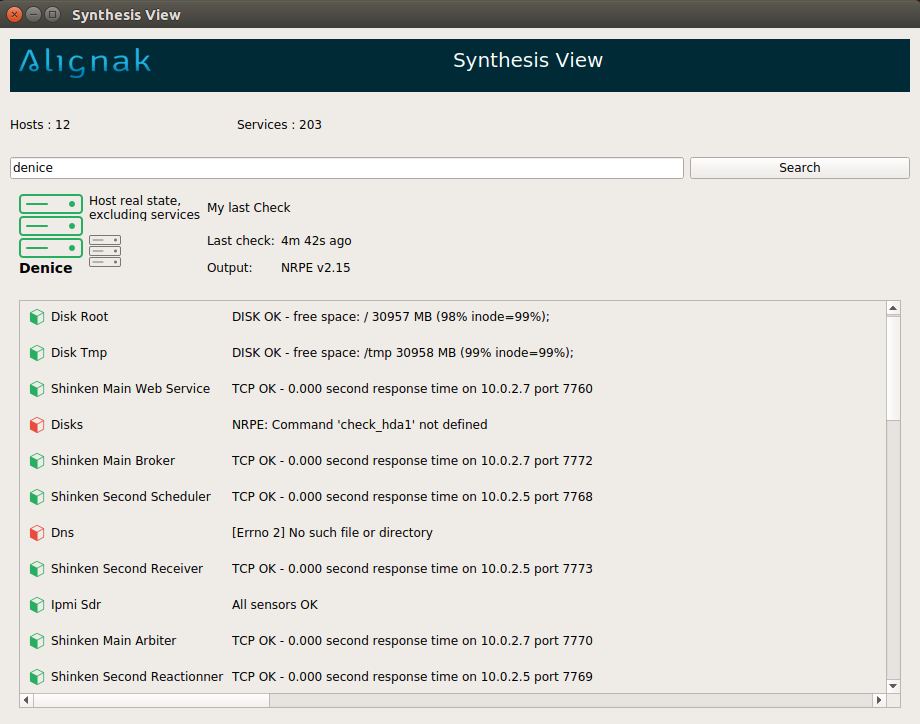 Synthesis View
Alignak
Synthesis View
Hosts : 12
Services : 203
denice
Search
Host real state,
excluding services
Denice
My last Check
Last check: 4m 42s ago
Output: NRPE v2.15
Disk Root DISK OK - free space: / 30957 MB (98% inode=99%);
Disk Tmp DISK OK - free space: /tmp 30958 MB (99% inode=99%);
Shinken Main Web Service TCP OK - 0.000 second response time on 10.0.2.7 port 7760
Disks NRPE: Command 'check_hda1' not defined
Shinken Main Broker TCP OK - 0.000 second response time on 10.0.2.7 port 7772
Shinken Second Scheduler TCP OK - 0.000 second response time on 10.0.2.5 port 7768
Dns [Errno 2] No such file or directory
Shinken Second Receiver TCP OK - 0.000 second response time on 10.0.2.5 port 7773
Ipmi Sdr All sensors OK
Shinken Main Arbiter TCP OK - 0.000 second response time on 10.0.2.7 port 7770
Shinken Second Reactionner TCP OK - 0.000 second response time on 10.0.2.5 port 7769